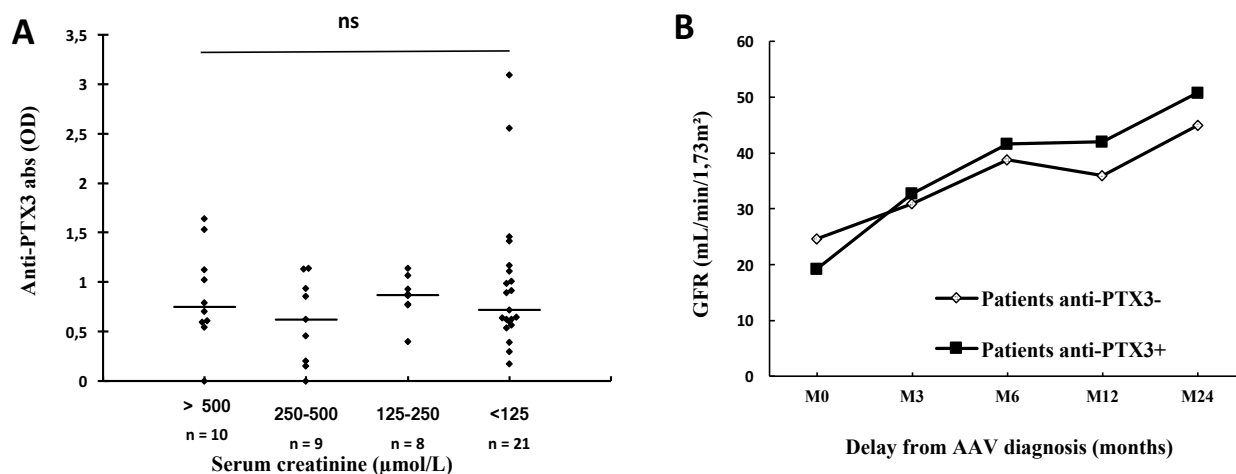 A
ns
Anti-PTX3 abs (OD)
3,5
3
2,5
2
1,5
1
0,5
0
> 500
250-500
125-250
<125
n = 10
n = 9
n = 8
n = 21
Serum creatinine (µmol/L)
B
GFR (mL/min/1,73m²)
60
50
40
30
20
10
0
Patients anti-PTX3-
Patients anti-PTX3+
M0
M3
M6
M12
M24
Delay from AAV diagnosis (months)